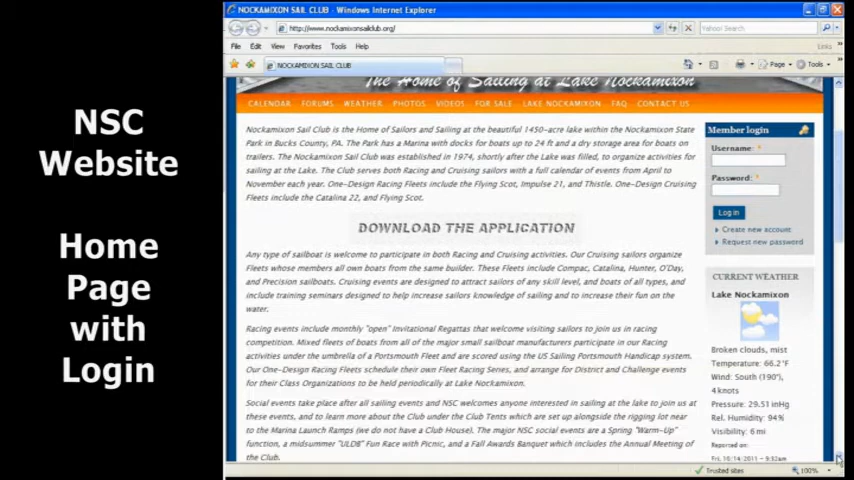 NSC
Website
Home
Page
with
Login
NOCKAMIXON SAIL CLUB - Windows Internet Explorer
http://www.nockamixonsailclub.org/
Yahoo! Search
File Edit View Favorites Tools Help
Links
NOCKAMIXON SAIL CLUB
Page Tools
The Home of Sailing at Lake Nockamixon
CALENDAR FORUMS WEATHER PHOTOS VIDEOS FOR SALE LAKE NOCKAMIXON FAQ CONTACT US
Nockamixon Sail Club is the Home of Sailors and Sailing at the beautiful 1450-acre lake within the Nockamixon State
Park in Bucks County, PA. The Park has a Marina with docks for boats up to 24 ft and a dry storage area for boats on
trailers. The Nockamixon Sail Club was established in 1974, shortly after the Lake was filled, to organize activities for
sailing at the Lake. The Club serves both Racing and Cruising sailors with a full calendar of events from April to
November each year. One-Design Racing Fleets include the Flying Scot, Impulse 21, and Thistle. One-Design Cruising
Fleets include the Catalina 22, and Flying Scot.
DOWNLOAD THE APPLICATION
Any type of sailboat is welcome to participate in both Racing and Cruising activities. Our Cruising sailors organize
Fleets whose members all own boats from the same builder. These Fleets include Compac, Catalina, Hunter, O'Day,
and Precision sailboats. Cruising events are designed to attract sailors of any skill level, and boats of all types, and
include training seminars designed to help increase sailors knowledge of sailing and to increase their fun on the
water.
Racing events include monthly "open" Invitational Regattas that welcome visiting sailors to join us in racing
competition. Mixed fleets of boats from all of the major small sailboat manufacturers participate in our Racing
activities under the umbrella of a Portsmouth Fleet and are scored using the US Sailing Portsmouth Handicap system.
Our One-Design Racing Fleets schedule their own Fleet Racing Series, and arrange for District and Challenge events
for their Class Organizations to be held periodically at Lake Nockamixon.
Social events take place after all sailing events and NSC welcomes anyone interested in sailing at the lake to join us at
these events, and to learn more about the Club under the Club Tents which are set up alongside the rigging lot near
to the Marina Launch Ramps (we do not have a Club House). The major NSC social events are a Spring "Warm-Up"
function, a midsummer "ULDB" Fun Race with Picnic, and a Fall Awards Banquet which includes the Annual Meeting of
the Club.
Member login
Username: *
Password: *
Log in
Create new account
Request new password
CURRENT WEATHER
Lake Nockamixon
Broken clouds, mist
Temperature: 66.2°F
Wind: South (190°),
4 knots
Pressure: 29.51 inHg
Rel. Humidity: 94%
Visibility: 6 mi
Reported on:
Fri, 10/14/2011 - 9:52am
Trusted sites
100%